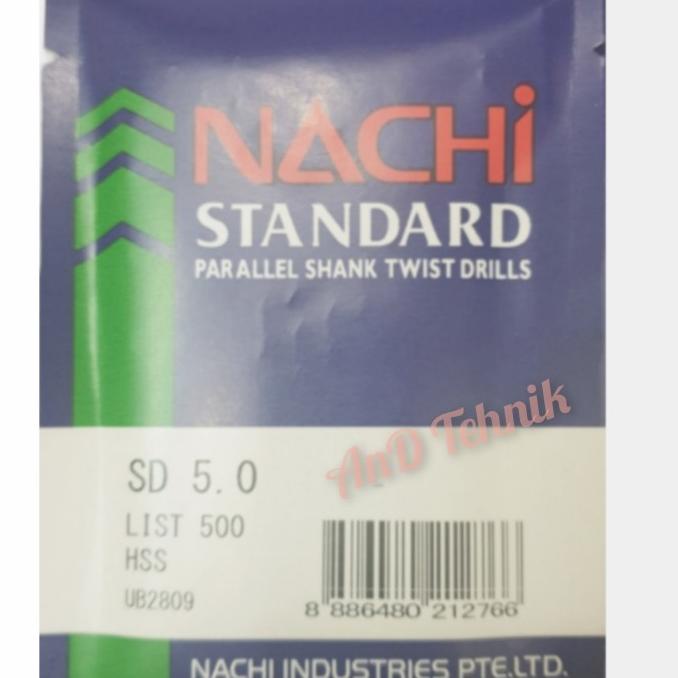 NACHi
STANDARD
PARALLEL SHANK TWIST DRILLS
AnD Tehnik
SD 5.0
LIST 500
HSS
UB2809
8 886480 212766
NACHI INDUSTRIES PTE.LTD.